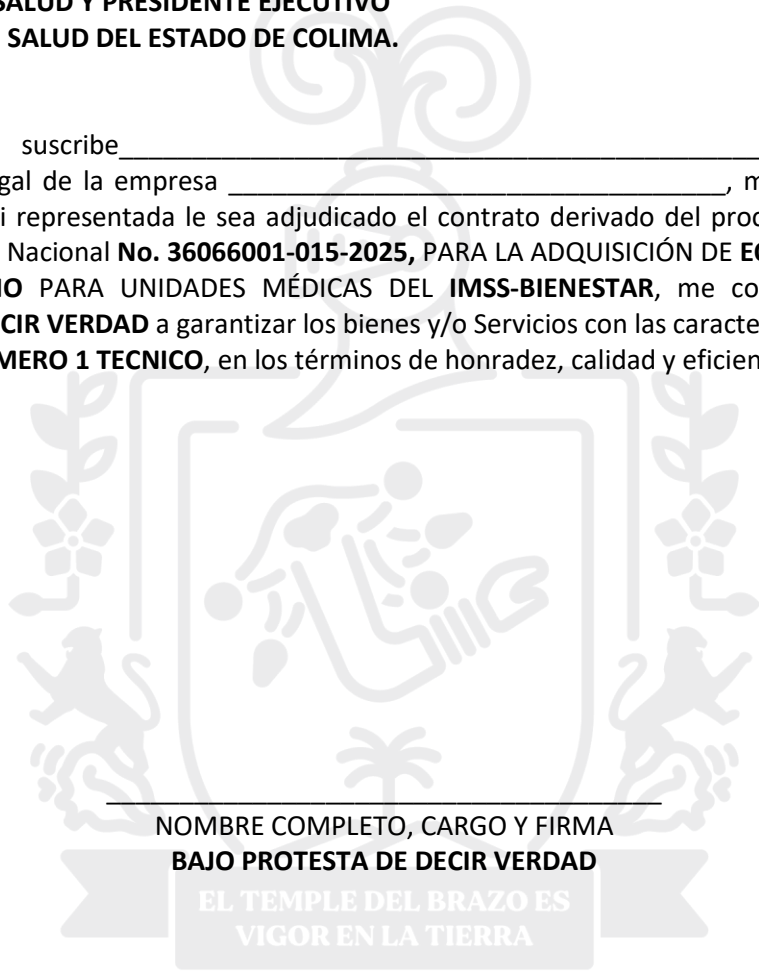 SALUD Y PRESIDENTE EJECUTIVO
SALUD DEL ESTADO DE COLIMA.
suscribe____________________________________________
gal de la empresa __________________________________, m
i representada le sea adjudicado el contrato derivado del proc
Nacional No. 36066001-015-2025, PARA LA ADQUISICIÓN DE EQ
IO PARA UNIDADES MÉDICAS DEL IMSS-BIENESTAR, me co
CIR VERDAD a garantizar los bienes y/o Servicios con las caracte
MERO 1 TECNICO, en los términos de honradez, calidad y eficien
______________________________________
NOMBRE COMPLETO, CARGO Y FIRMA
BAJO PROTESTA DE DECIR VERDAD
EL TEMPLE DEL BRAZO ES
VIGOR EN LA TIERRA